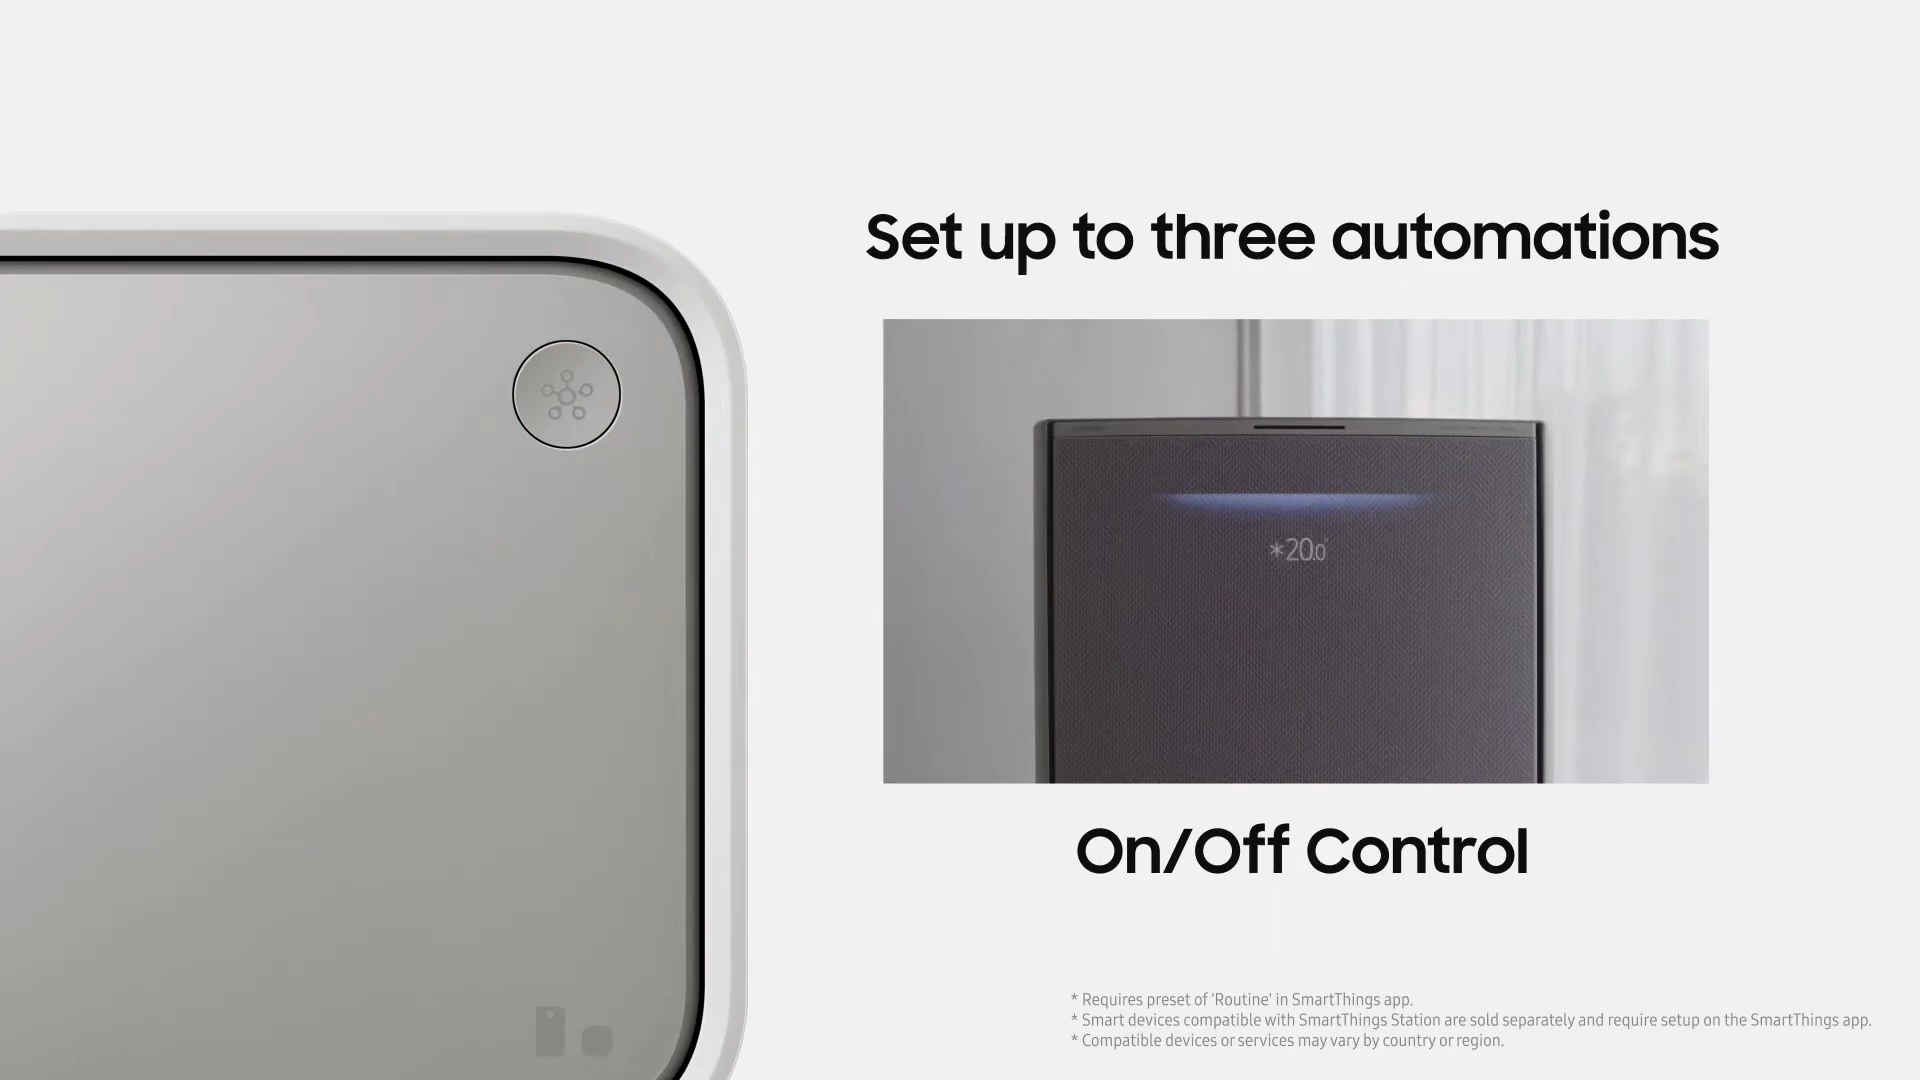 Set up to three automations
*20.0
On/Off Control
* Requires preset of 'Routine' in SmartThings app.
* Smart devices compatible with SmartThings Station are sold separately and require setup on the SmartThings app.
* Compatible devices or services may vary by country or region.